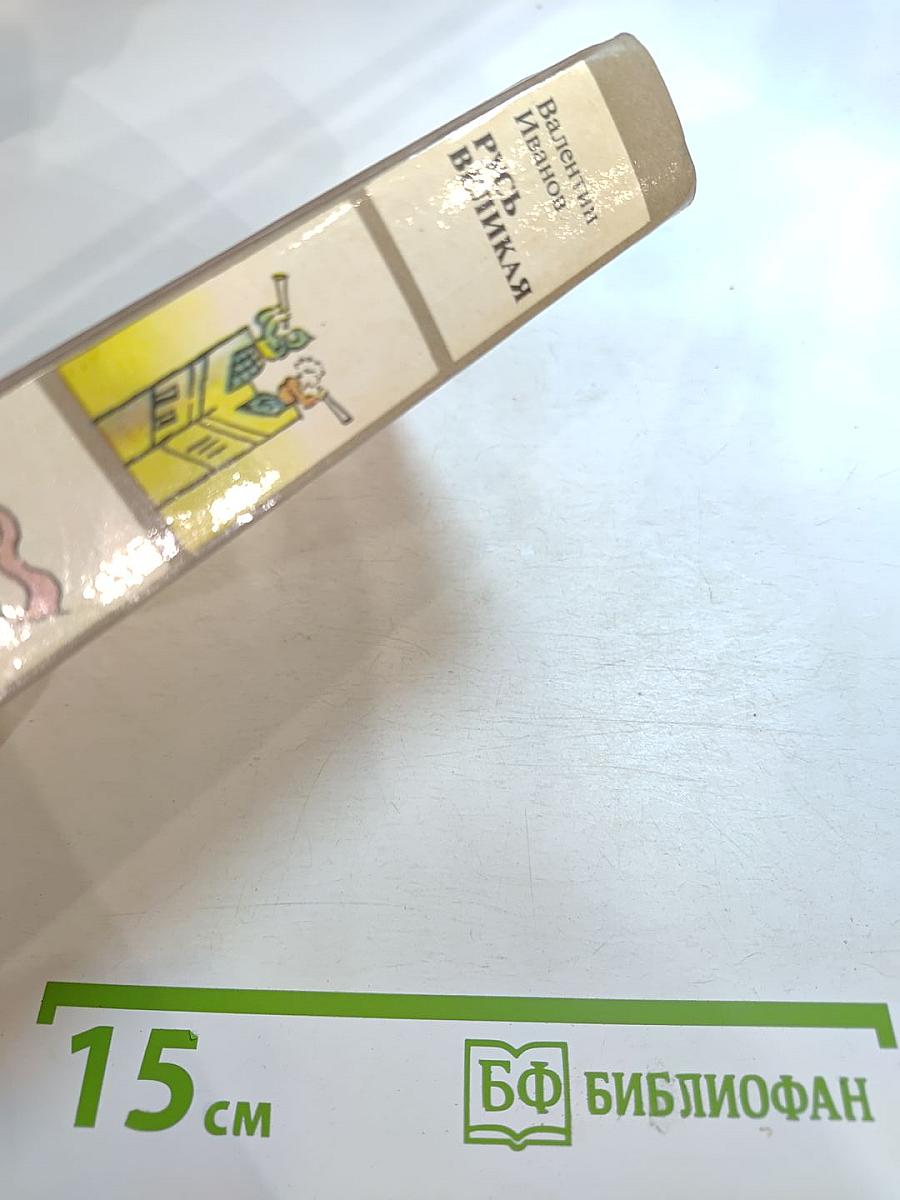 Валентин
Иванов
РУСЬ
ВЕЛИКАЯ
15 см
БФ БИБЛИОФАН